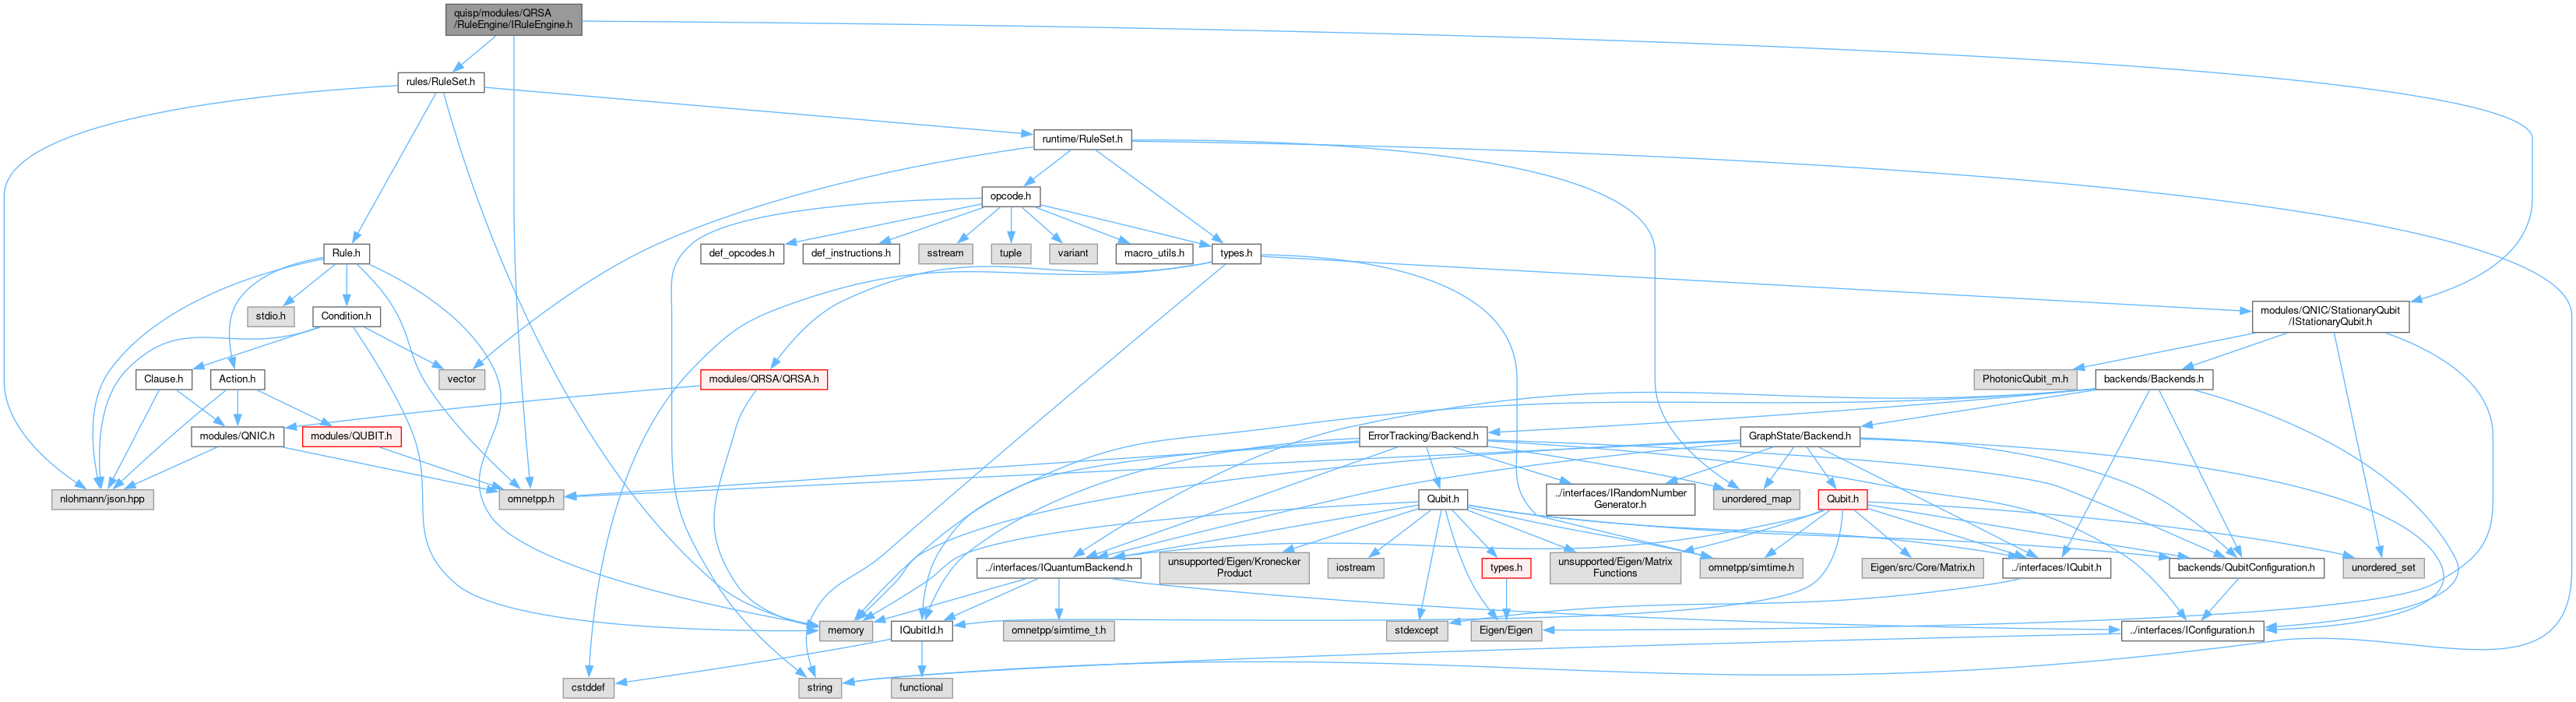 quisp/modules/QRSA
/RuleEngine/IRuleEngine.h
rules/RuleSet.h
runtime/RuleSet.h
opcode.h
Rule.h
def_opcodes.h
def_instructions.h
sstream
tuple
variant
macro_utils.h
types.h
stdio.h
Condition.h
modules/QNIC/StationaryQubit
/IStationaryQubit.h
Clause.h
Action.h
vector
modules/QRSA/QRSA.h
PhotonicQubit_m.h
backends/Backends.h
modules/QNIC.h
modules/QUBIT.h
ErrorTracking/Backend.h
GraphState/Backend.h
nlohmann/json.hpp
omnetpp.h
Qubit.h
../interfaces/IRandomNumber
Generator.h
unordered_map
Qubit.h
../interfaces/IQuantumBackend.h
unsupported/Eigen/Kronecker
Product
iostream
types.h
unsupported/Eigen/Matrix
Functions
omnetpp/simtime.h
Eigen/src/Core/Matrix.h
../interfaces/IQubit.h
backends/QubitConfiguration.h
unordered_set
memory
IQubitId.h
omnetpp/simtime_t.h
stdexcept
Eigen/Eigen
../interfaces/IConfiguration.h
cstddef
string
functional